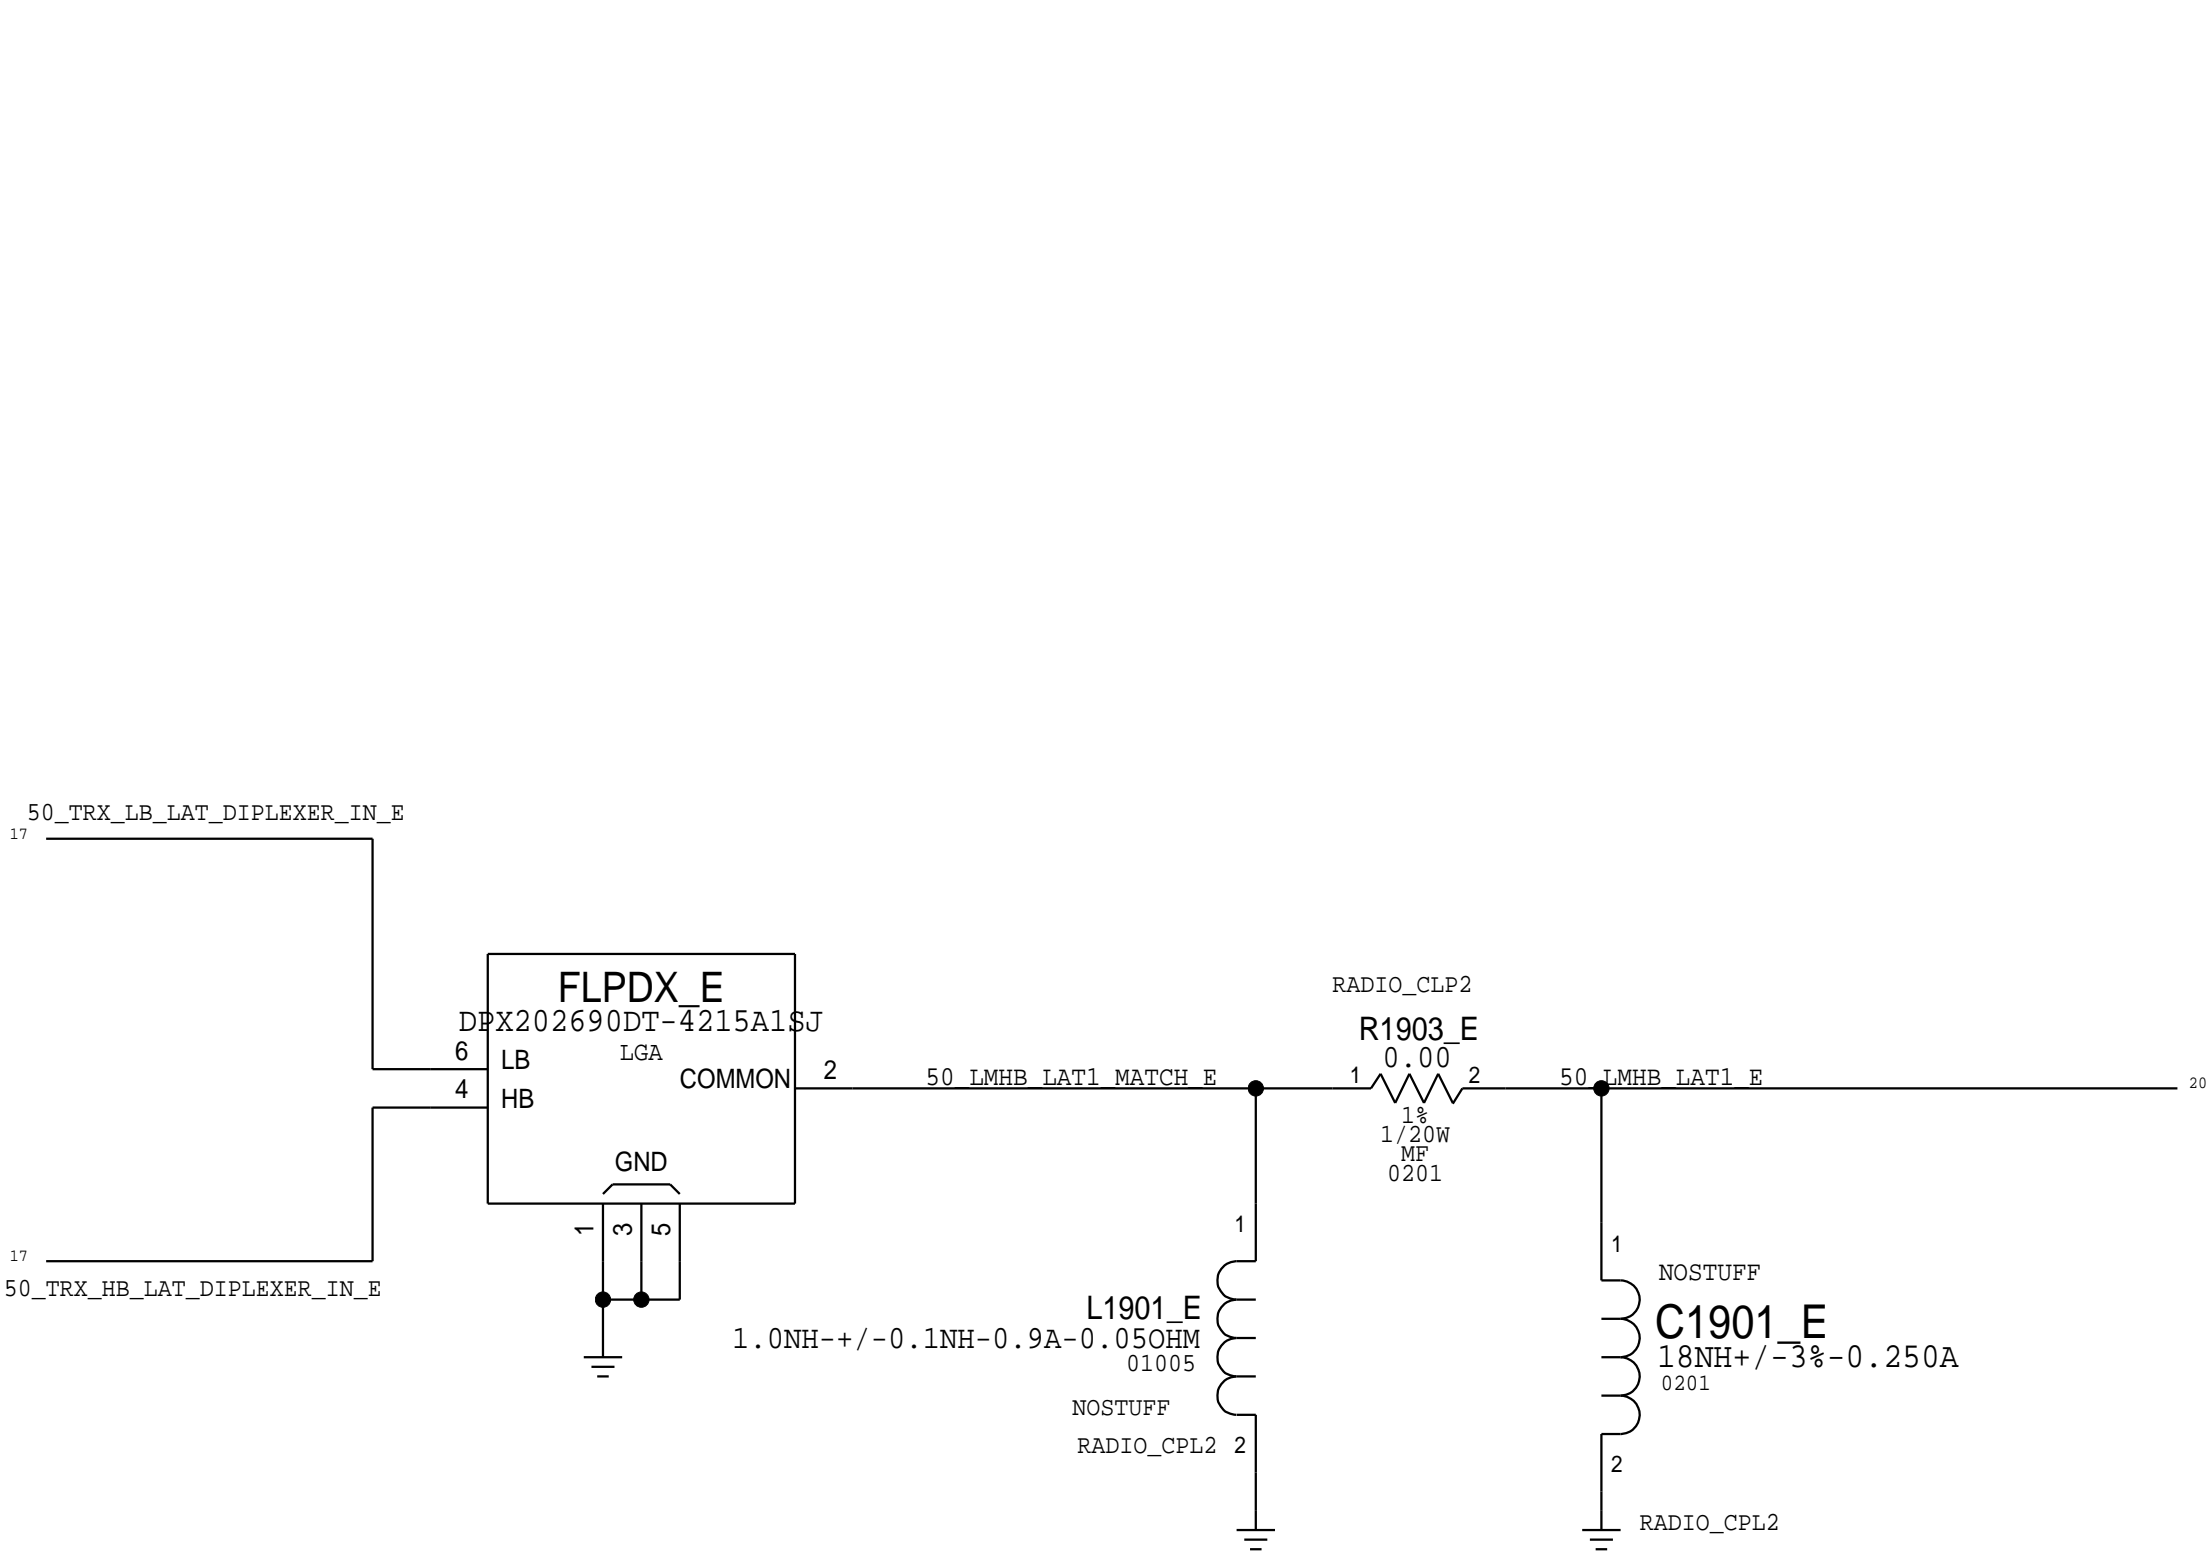 50_TRX_LB_LAT_DIPLEXER_IN_E
17
FLPDX_E
DPX202690DT-4215A1SJ
LGA
6
LB
4
HB
COMMON
2
GND
1
3
5
17
50_TRX_HB_LAT_DIPLEXER_IN_E
50_LMHB_LAT1_MATCH_E
RADIO_CLP2
R1903_E
0.00
1
2
1%
1/20W
MF
0201
50_LMHB_LAT1_E
20
1
L1901_E
1.0NH-+/-0.1NH-0.9A-0.05OHM
01005
NOSTUFF
RADIO_CPL2
2
1
NOSTUFF
C1901_E
18NH+/-3%-0.250A
0201
2
RADIO_CPL2